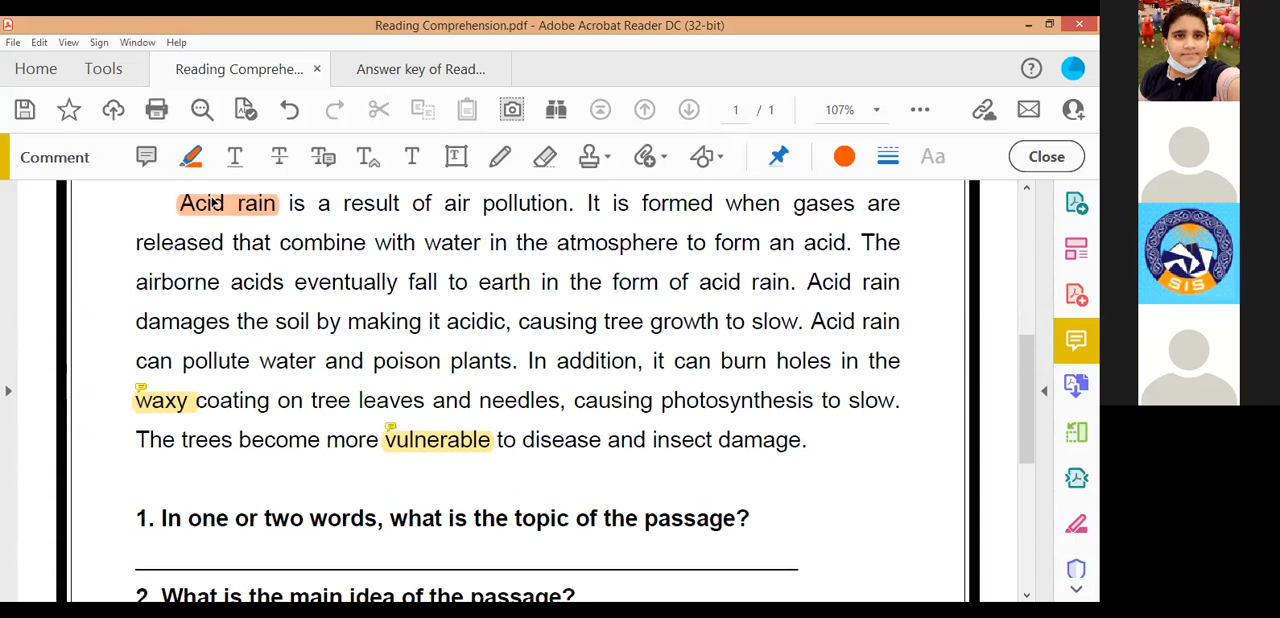 Reading Comprehension.pdf - Adobe Acrobat Reader DC (32-bit)
File Edit View Sign Window Help
Home Tools Reading Comprehe... × Answer key of Read...
1 / 1 107%
Comment Aa Close
Acid rain is a result of air pollution. It is formed when gases are
released that combine with water in the atmosphere to form an acid. The
airborne acids eventually fall to earth in the form of acid rain. Acid rain
damages the soil by making it acidic, causing tree growth to slow. Acid rain
can pollute water and poison plants. In addition, it can burn holes in the
waxy coating on tree leaves and needles, causing photosynthesis to slow.
The trees become more vulnerable to disease and insect damage.
1. In one or two words, what is the topic of the passage?
2. What is the main idea of the passage?
SIS